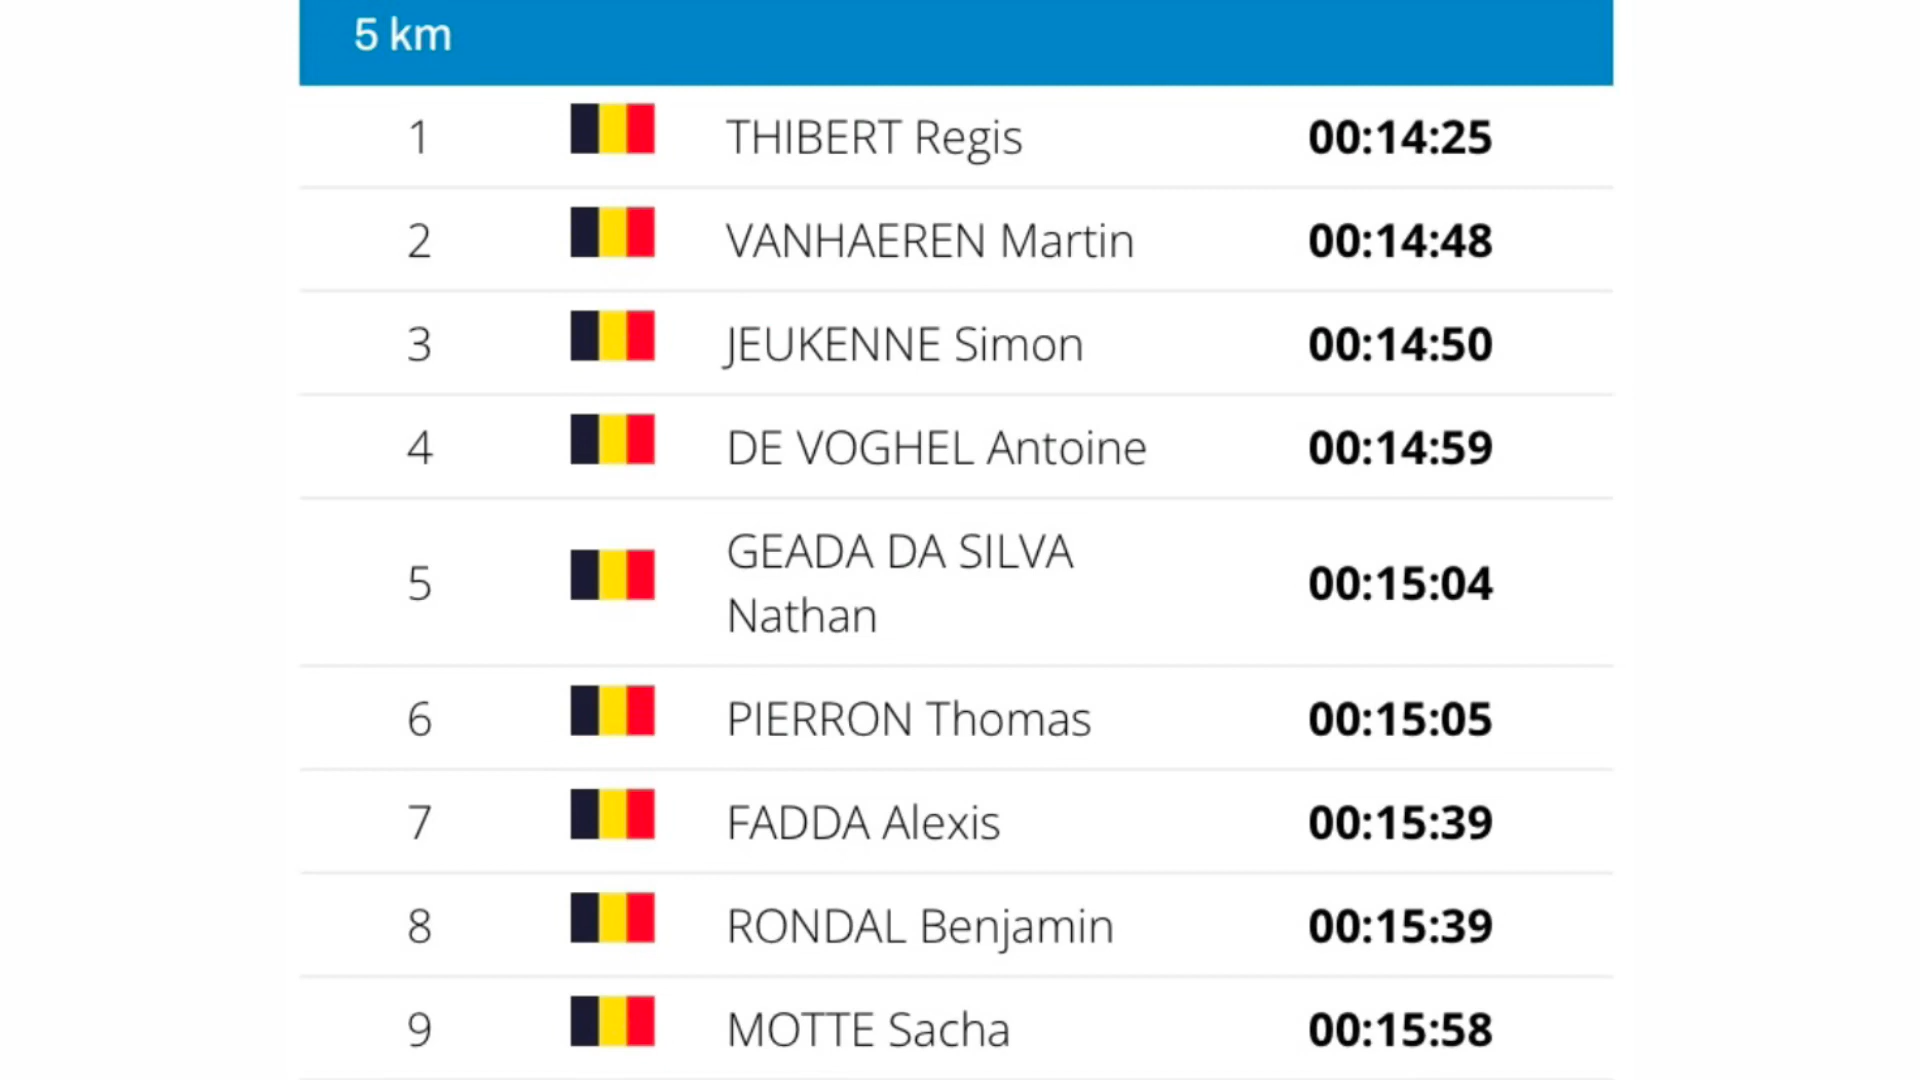 5 km
1 THIBERT Regis 00:14:25
2 VANHAEREN Martin 00:14:48
3 JEUKENNE Simon 00:14:50
4 DE VOGHEL Antoine 00:14:59
5 GEADA DA SILVA 00:15:04
Nathan
6 PIERRON Thomas 00:15:05
7 FADDA Alexis 00:15:39
8 RONDAL Benjamin 00:15:39
9 MOTTE Sacha 00:15:58